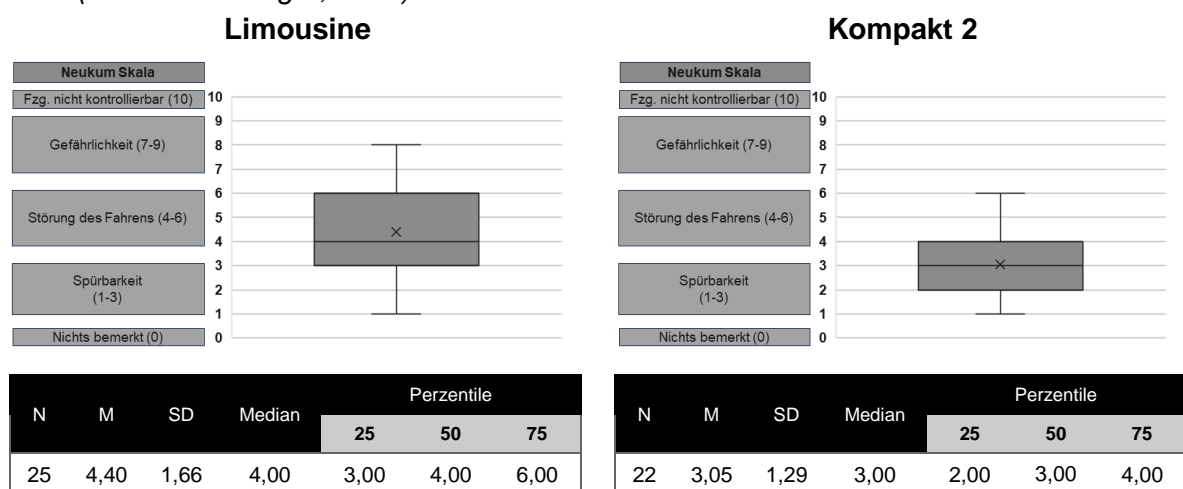 Limousine
Neukum Skala
Fzg. nicht kontrollierbar (10)
Gefährlichkeit (7-9)
Störung des Fahrens (4-6)
Spürbarkeit
(1-3)
Nichts bemerkt (0)
10
9
8
7
6
5
4
3
2
1
0
N M SD Median Perzentile
25 50 75
25 4,40 1,66 4,00 3,00 4,00 6,00
Kompakt 2
Neukum Skala
Fzg. nicht kontrollierbar (10)
Gefährlichkeit (7-9)
Störung des Fahrens (4-6)
Spürbarkeit
(1-3)
Nichts bemerkt (0)
10
9
8
7
6
5
4
3
2
1
0
N M SD Median Perzentile
25 50 75
22 3,05 1,29 3,00 2,00 3,00 4,00